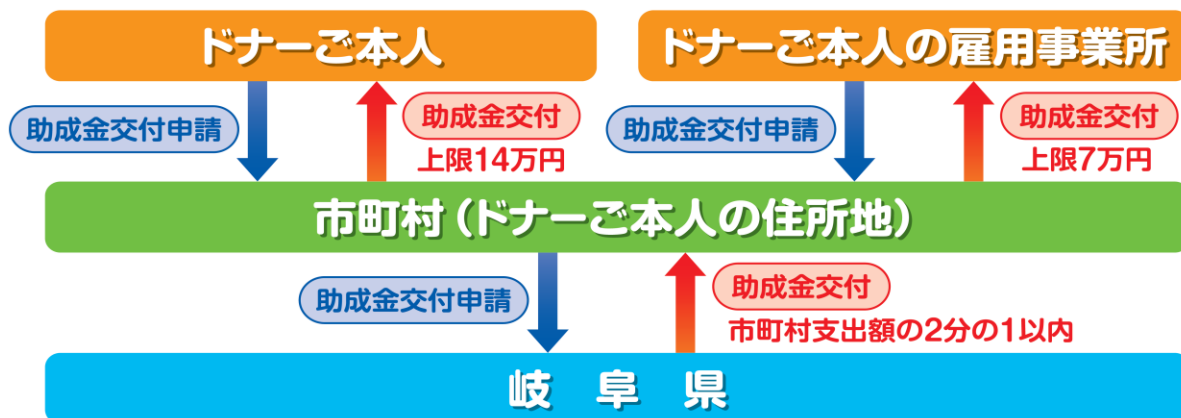 ドナーご本人
ドナーご本人の雇用事業所
助成金交付申請
助成金交付
上限14万円
助成金交付申請
助成金交付
上限7万円
市町村（ドナーご本人の住所地）
助成金交付申請
助成金交付
市町村支出額の2分の1以内
岐阜県